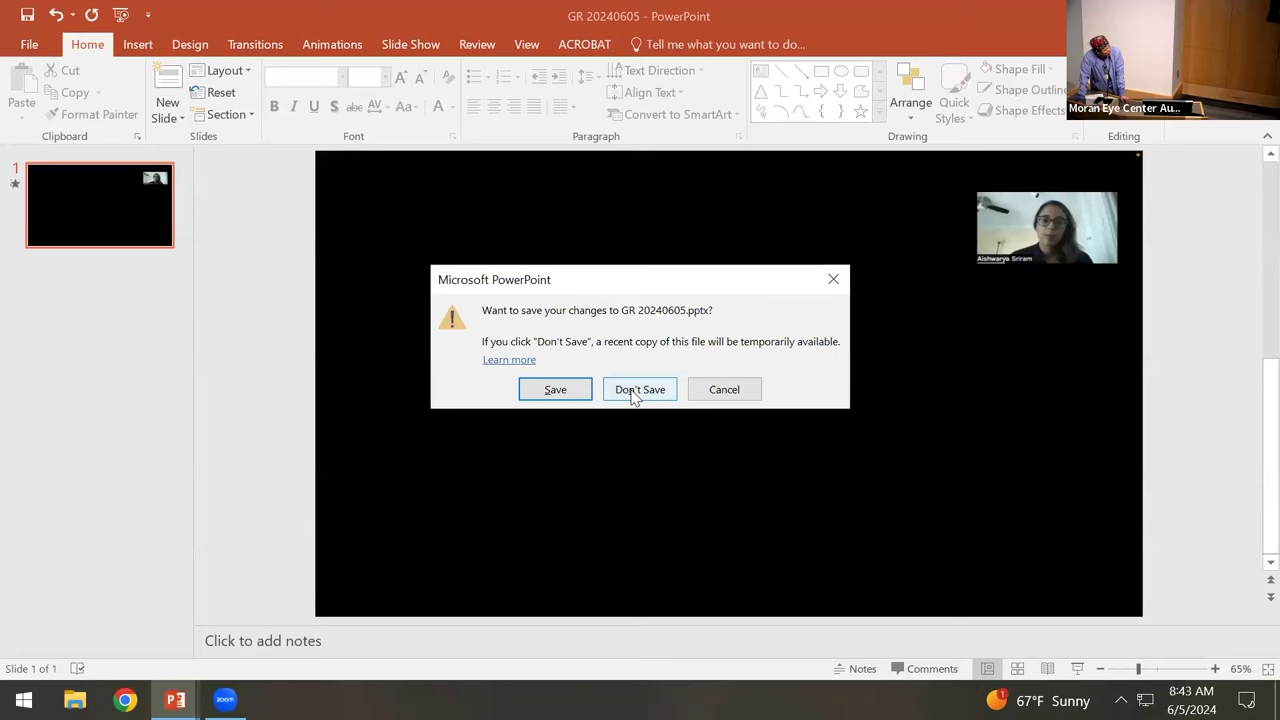 GR 20240605 - PowerPoint
File Home Insert Design Transitions Animations Slide Show Review View ACROBAT Tell me what you want to do...
Paste
Cut
Copy
Format Painter
Clipboard
New Slide
Layout
Reset
Section
Slides
B I U S abc AV A
Font
Text Direction
Align Text
Convert to SmartArt
Paragraph
Arrange
Quick Styles
Shape Fill
Shape Outline
Shape Effects
Drawing
Editing
Moran Eye Center Au...
1
Aishwarya Sriram
Microsoft PowerPoint
Want to save your changes to GR 20240605.pptx?
If you click "Don't Save", a recent copy of this file will be temporarily available.
Learn more
Save Don't Save Cancel
Click to add notes
Slide 1 of 1 Notes Comments 65%
zoom 1 67°F Sunny 8:43 AM
6/5/2024